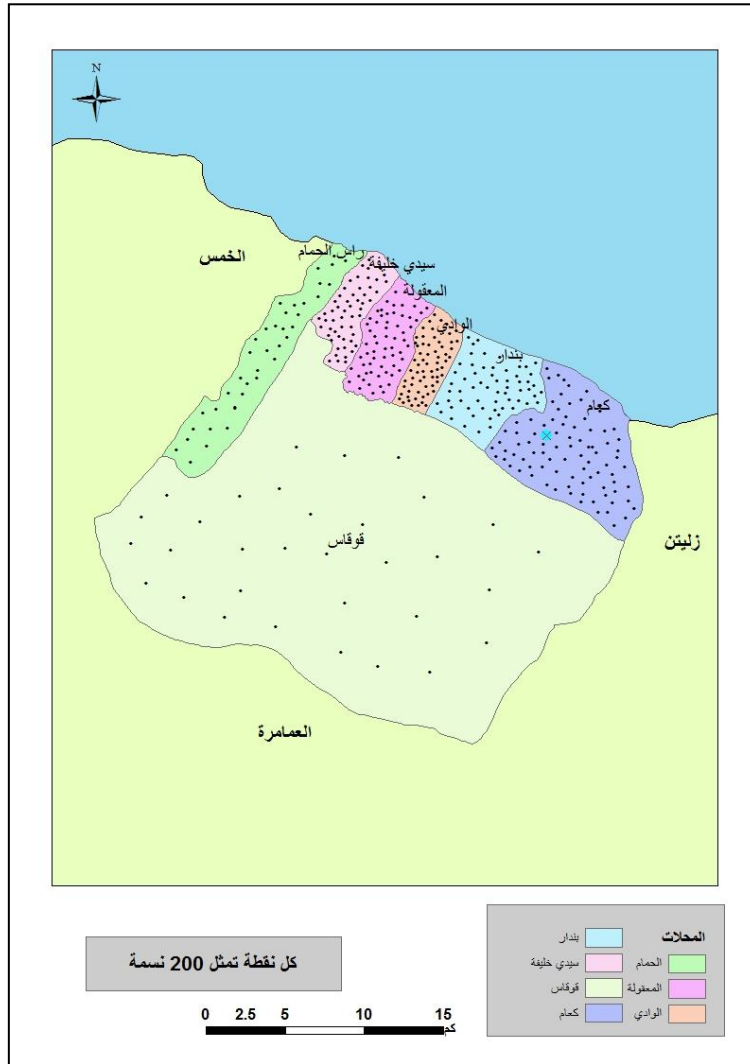 N
الخمس
راس الحمام
سيدي خليفة
المعقولة
الوادي
بندار
كعام
قوقاس
زليتن
العمامرة
كل نقطة تمثل 200 نسمة
0 2.5 5 10 15
كم
المحلات
الحمام
المعقولة
الوادي
بندار
سيدي خليفة
قوقاس
كعام